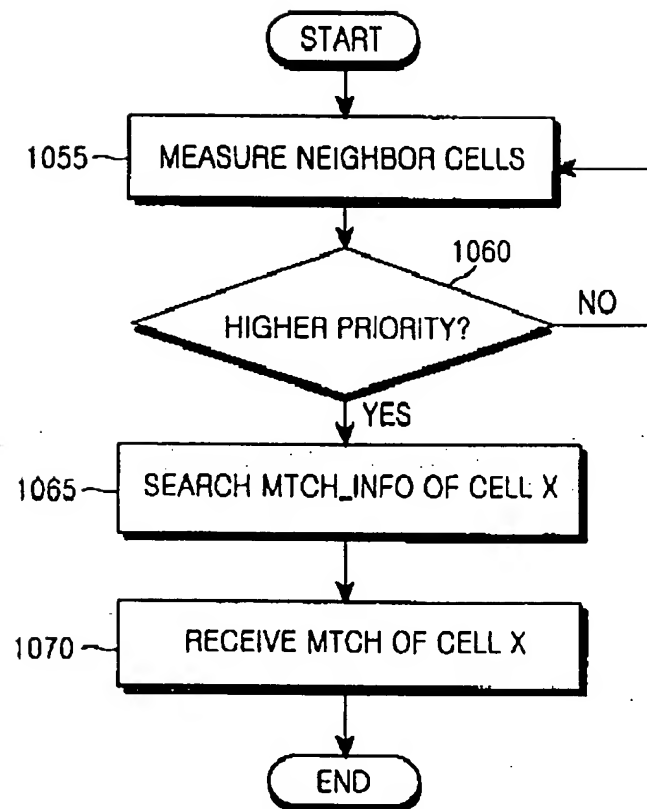 START
1055
MEASURE NEIGHBOR CELLS
1060
HIGHER PRIORITY?
NO
YES
1065
SEARCH MTCH_INFO OF CELL X
1070
RECEIVE MTCH OF CELL X
END